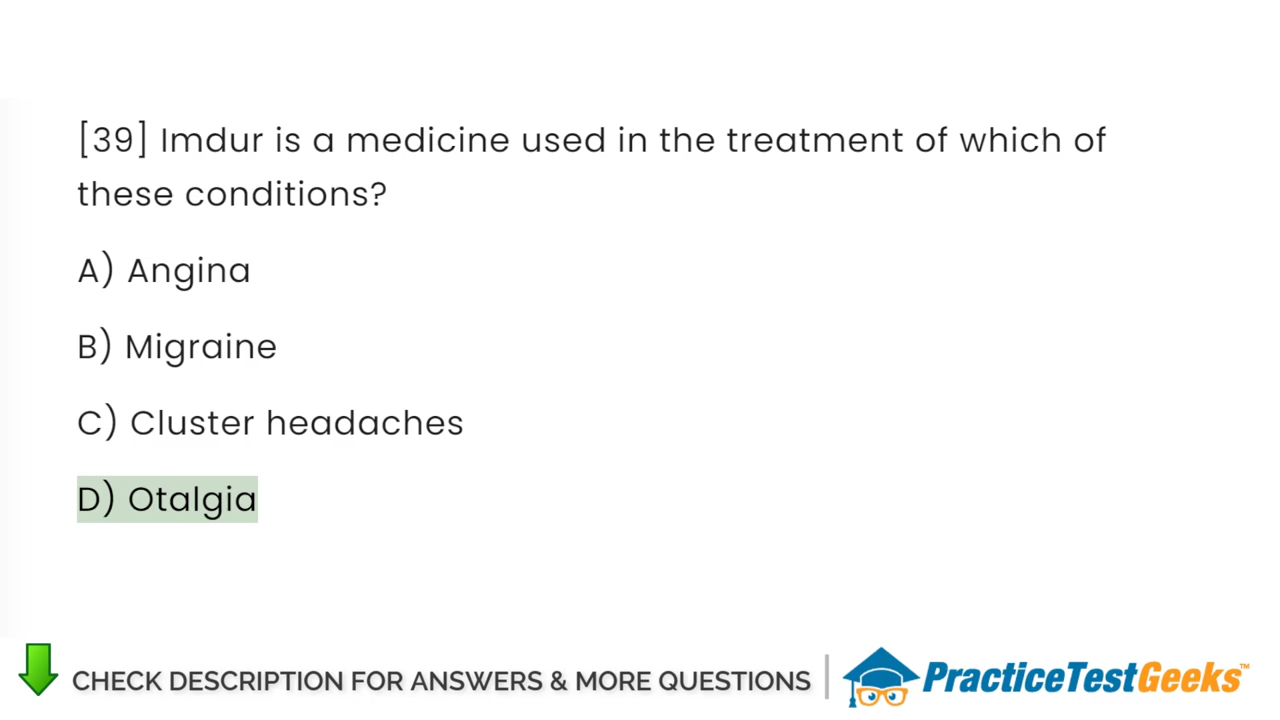 [39] Imdur is a medicine used in the treatment of which of
these conditions?
A) Angina
B) Migraine
C) Cluster headaches
D) Otalgia
CHECK DESCRIPTION FOR ANSWERS & MORE QUESTIONS
PracticeTestGeeks™